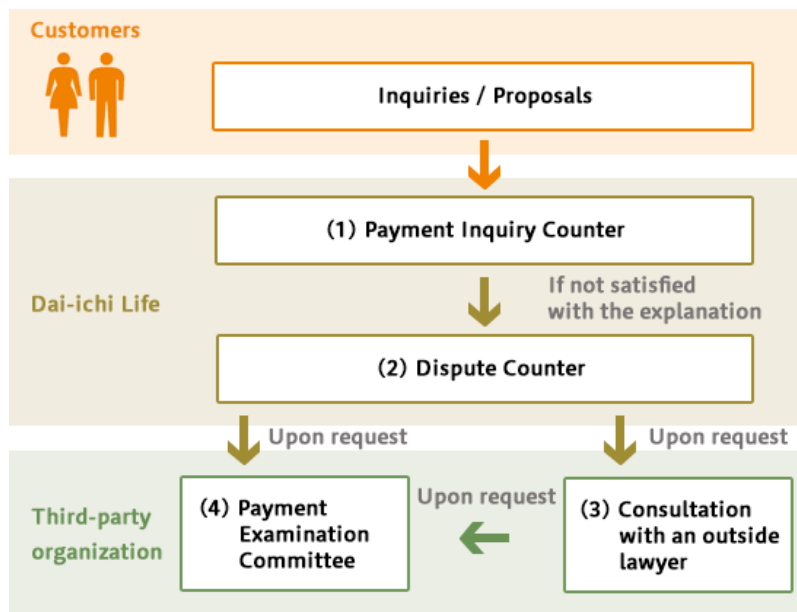 Customers
Inquiries / Proposals
(1) Payment Inquiry Counter
If not satisfied
with the explanation
Dai-ichi Life
(2) Dispute Counter
Upon request
Upon request
Third-party
organization
(4) Payment
Examination
Committee
Upon request
(3) Consultation
with an outside
lawyer